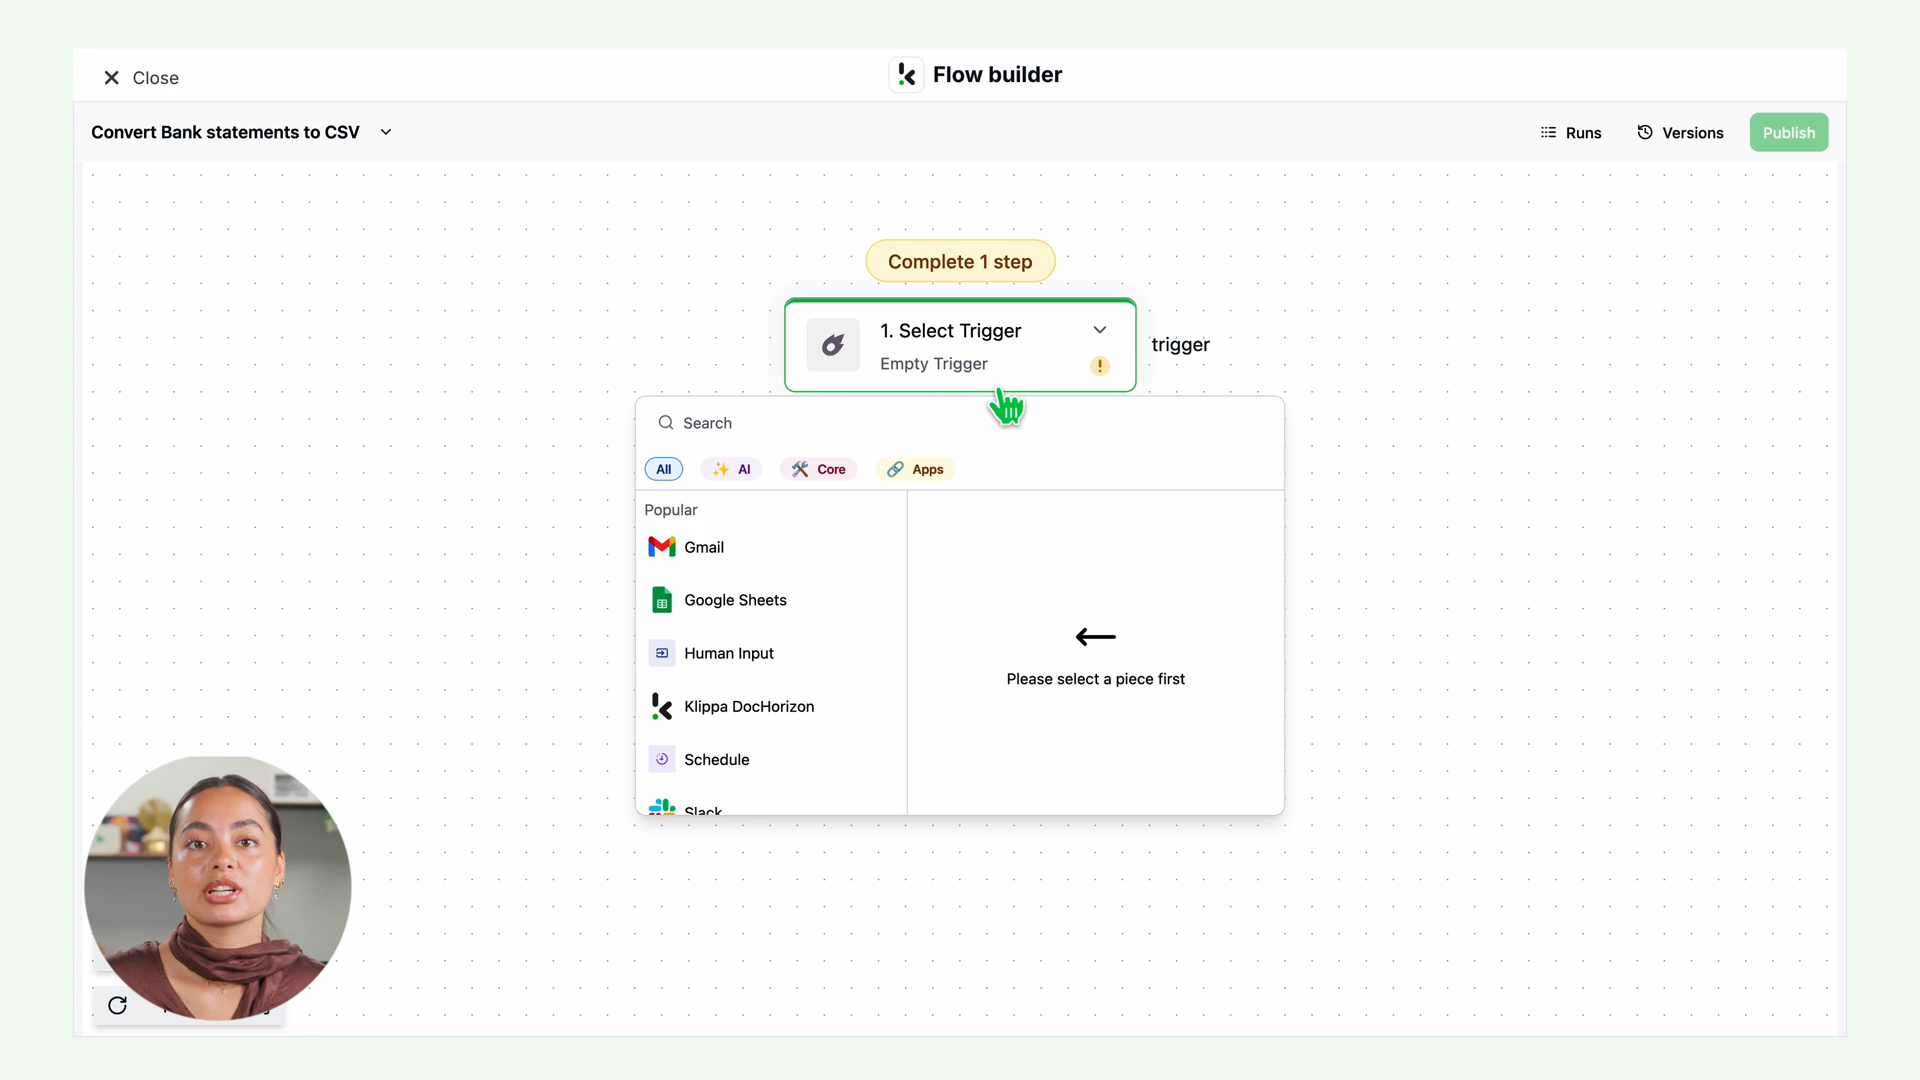 Close
Flow builder
Convert Bank statements to CSV
Runs
Versions
Publish
Complete 1 step
1. Select Trigger
Empty Trigger
trigger
Search
All
AI
Core
Apps
Popular
Gmail
Google Sheets
Human Input
Klippa DocHorizon
Schedule
Slack
Please select a piece first